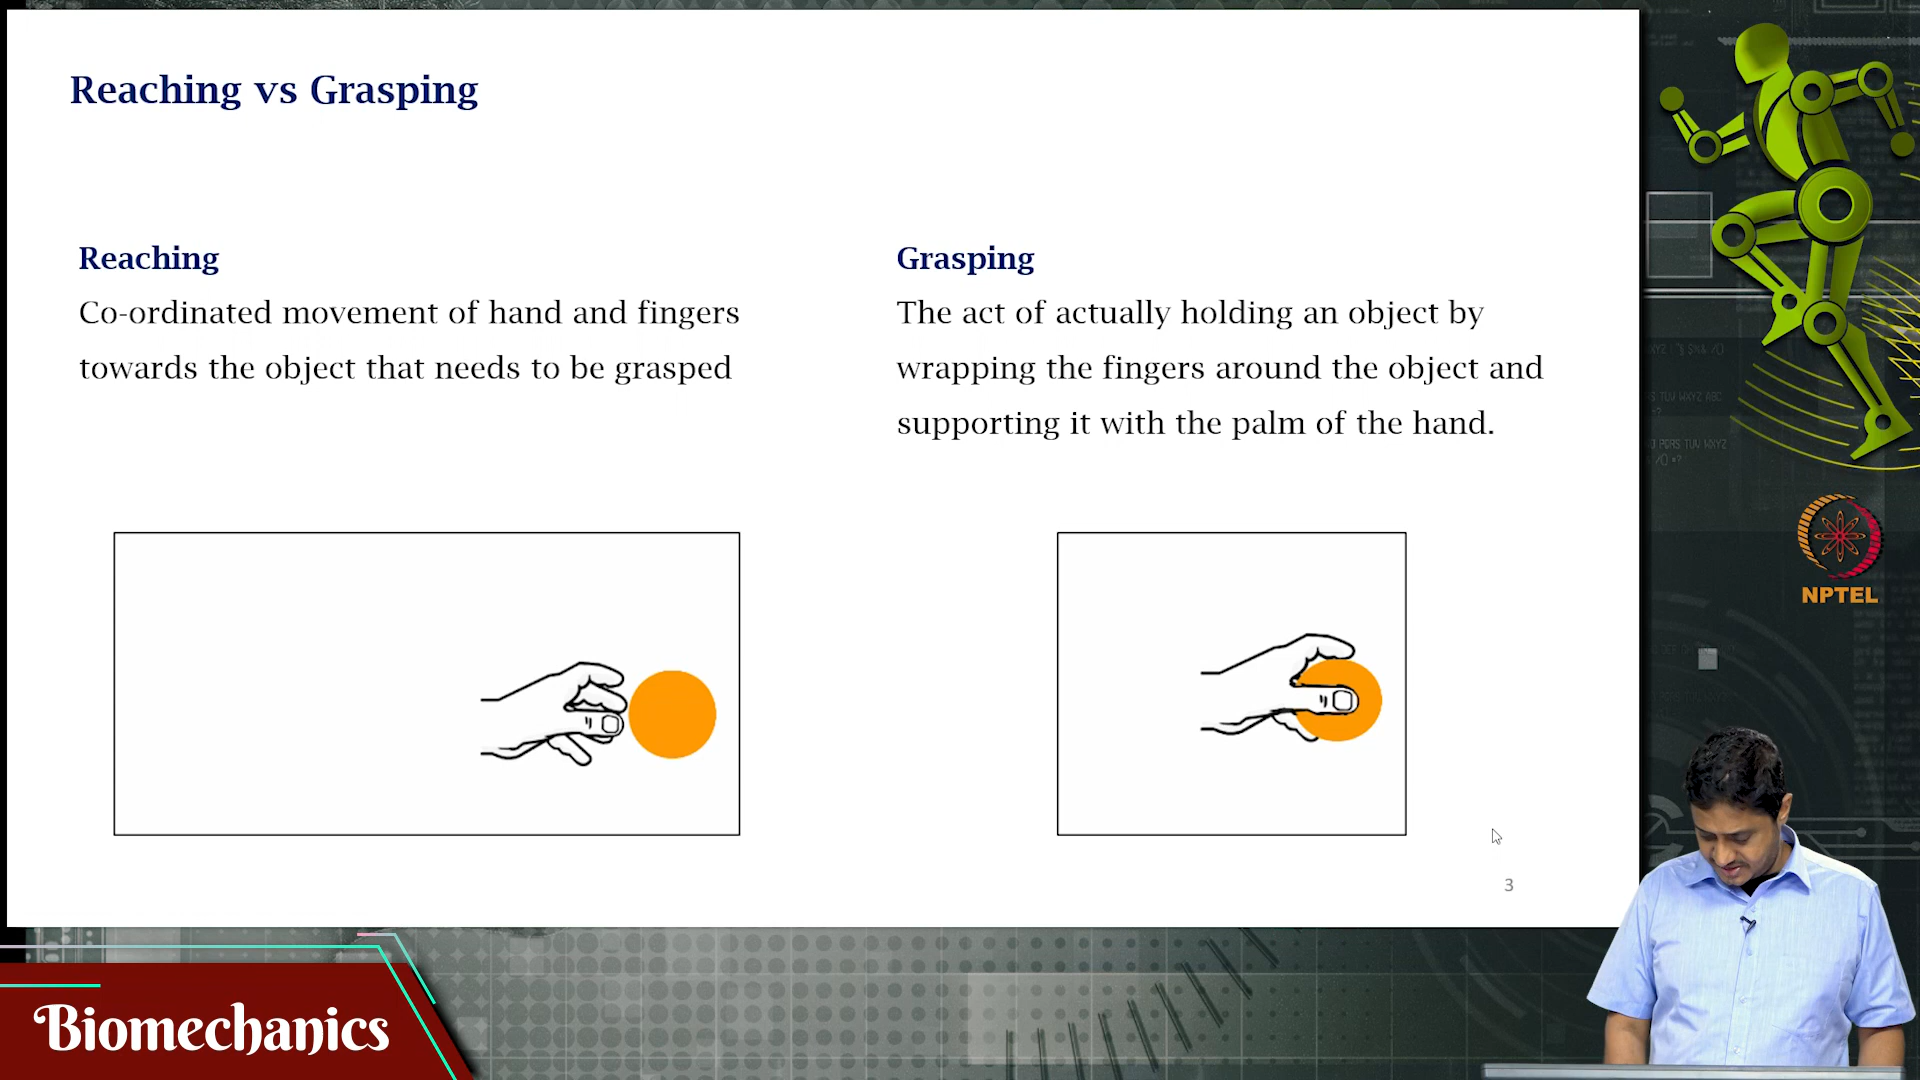 Reaching vs Grasping
Reaching
Co-ordinated movement of hand and fingers
towards the object that needs to be grasped
Grasping
The act of actually holding an object by
wrapping the fingers around the object and
supporting it with the palm of the hand.
3
NPTEL
Biomechanics